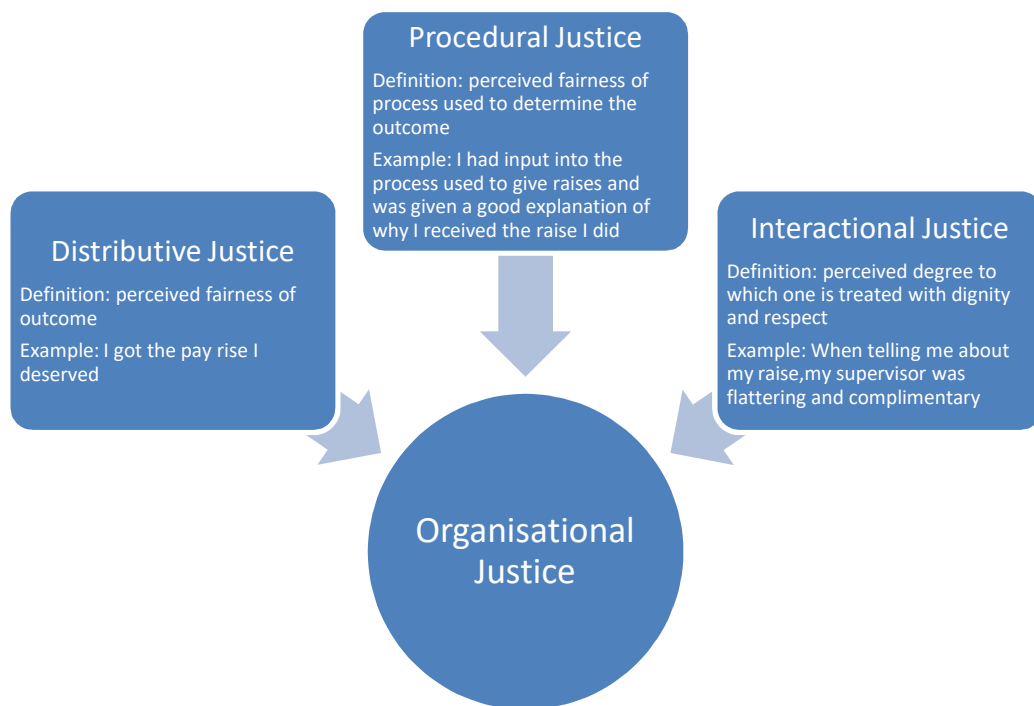 Procedural Justice
Definition: perceived fairness of
process used to determine the
outcome
Example: I had input into the
process used to give raises and
was given a good explanation of
why I received the raise I did
Distributive Justice
Definition: perceived fairness of
outcome
Example: I got the pay rise I
deserved
Interactional Justice
Definition: perceived degree to
which one is treated with dignity
and respect
Example: When telling me about
my raise,my supervisor was
flattering and complimentary
Organisational
Justice